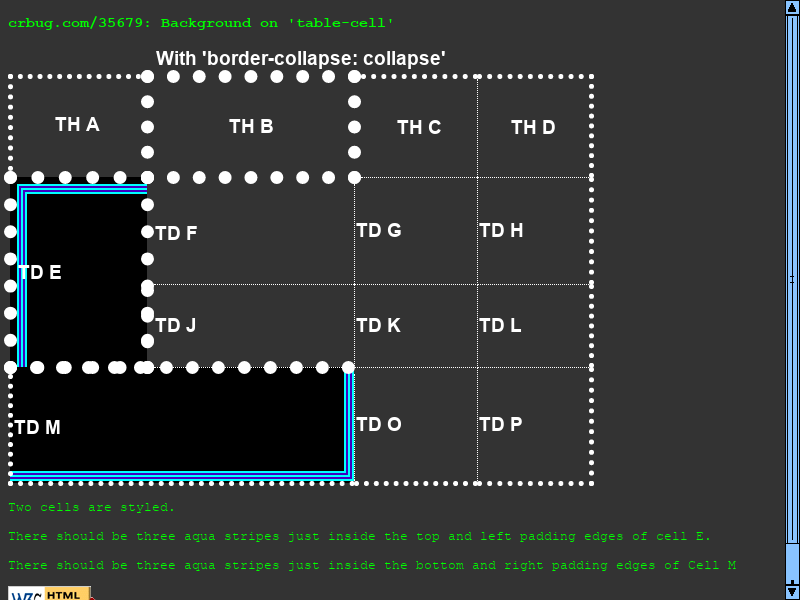 crbug.com/35679: Background on 'table-cell'
With 'border-collapse: collapse'
TH A TH B TH C TH D
TD E TD F TD G TD H
TD J TD K TD L
TD M TD O TD P
Two cells are styled.
There should be three aqua stripes just inside the top and left padding edges of cell E.
There should be three aqua stripes just inside the bottom and right padding edges of Cell M
W3C HTML